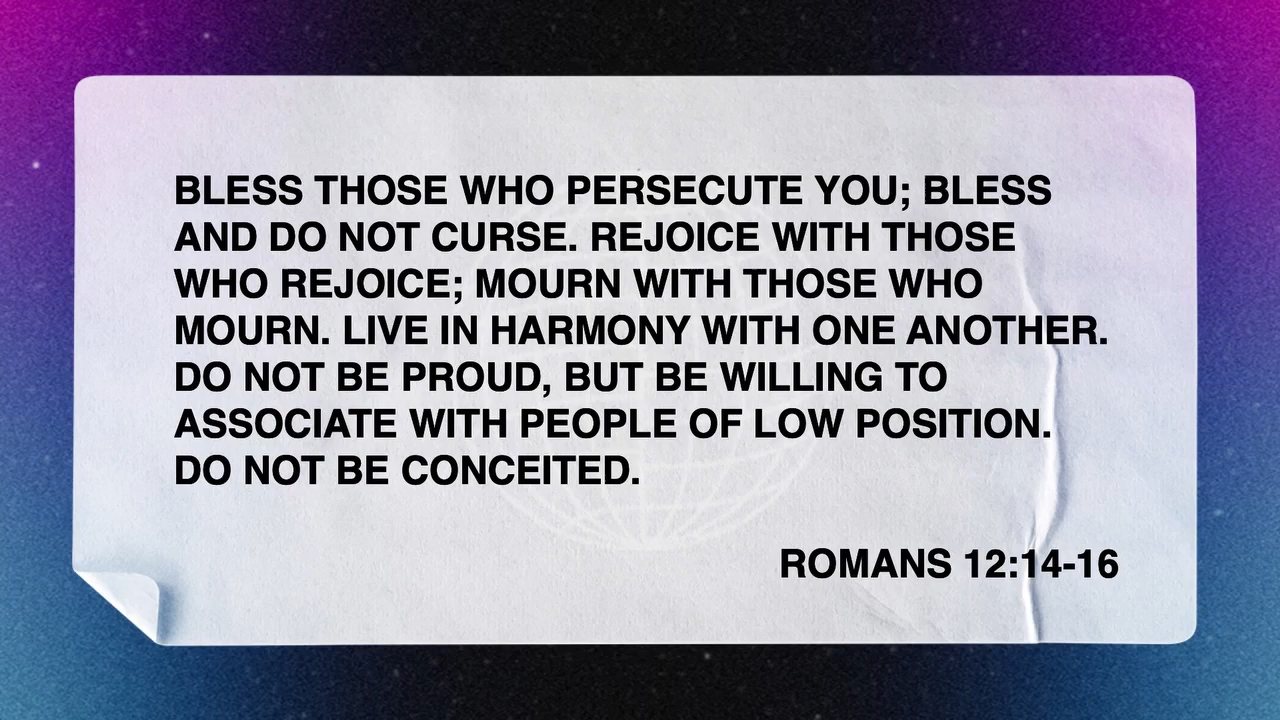 BLESS THOSE WHO PERSECUTE YOU; BLESS
AND DO NOT CURSE. REJOICE WITH THOSE
WHO REJOICE; MOURN WITH THOSE WHO
MOURN. LIVE IN HARMONY WITH ONE ANOTHER.
DO NOT BE PROUD, BUT BE WILLING TO
ASSOCIATE WITH PEOPLE OF LOW POSITION.
DO NOT BE CONCEITED.
ROMANS 12:14-16